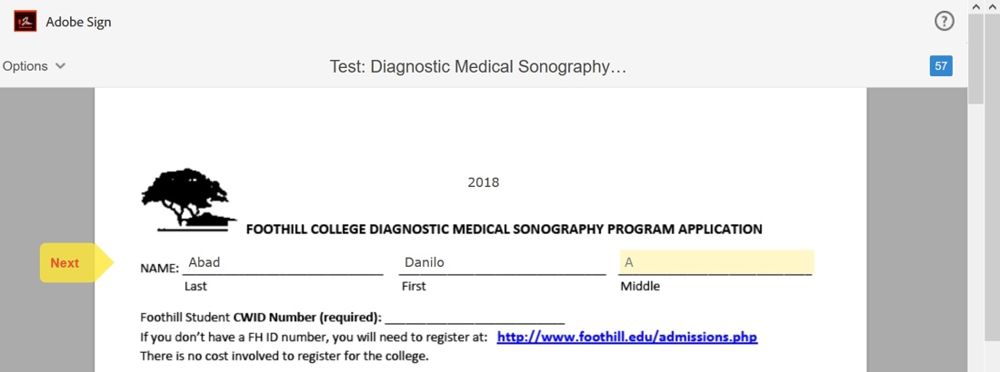 Adobe Sign
?
Options
Test: Diagnostic Medical Sonography…
57
2018
FOOTHILL COLLEGE DIAGNOSTIC MEDICAL SONOGRAPHY PROGRAM APPLICATION
Next
NAME: Abad Danilo A
Last First Middle
Foothill Student CWID Number (required):
If you don't have a FH ID number, you will need to register at: http://www.foothill.edu/admissions.php
There is no cost involved to register for the college.